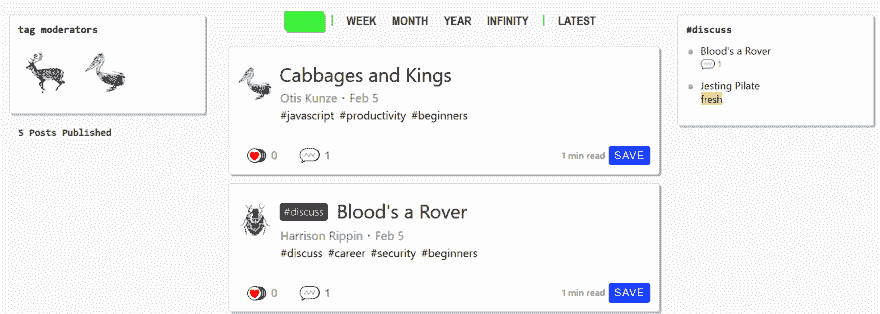 tag moderators
5 Posts Published
WEEK MONTH YEAR INFINITY | LATEST
Cabbages and Kings
Otis Kunze・Feb 5
#javascript #productivity #beginners
0 1 1 min read SAVE
#discuss Blood's a Rover
Harrison Rippin・Feb 5
#discuss #career #security #beginners
0 1 1 min read SAVE
#discuss
Blood's a Rover
1
Jesting Pilate
fresh